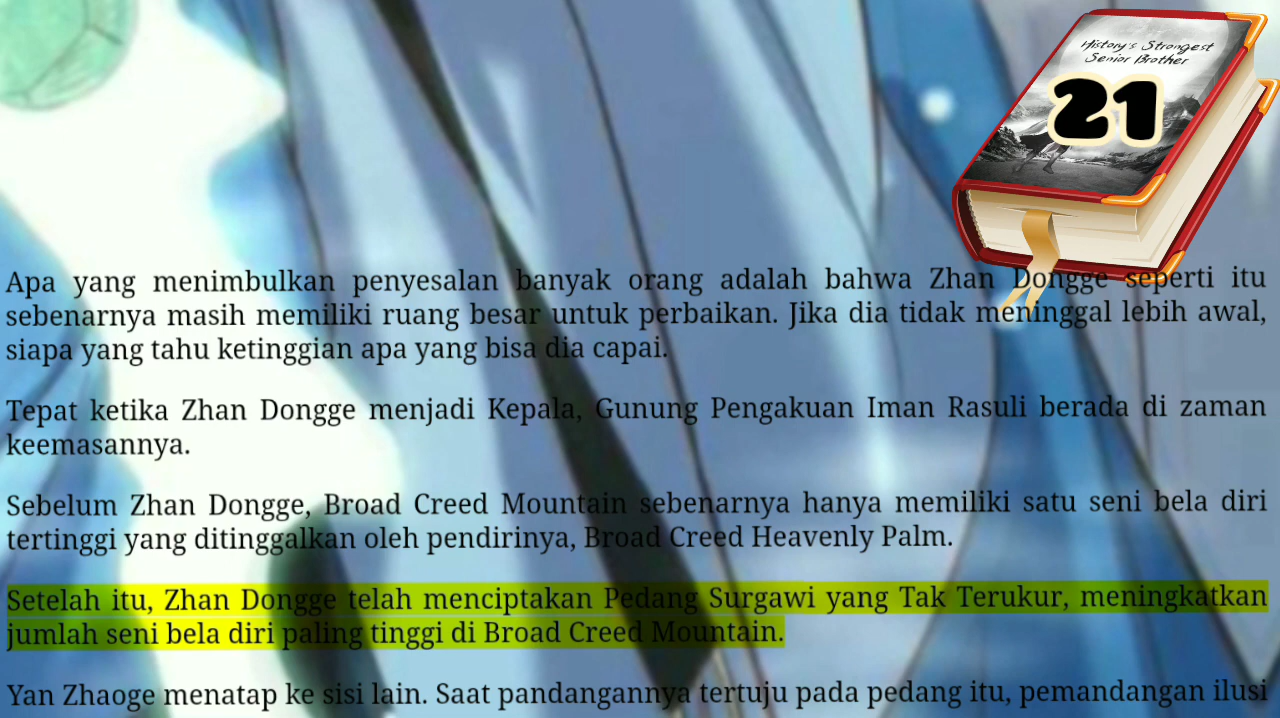 History's Strongest
Senior Brother
21
Apa yang menimbulkan penyesalan banyak orang adalah bahwa Zhan Dongge seperti itu
sebenarnya masih memiliki ruang besar untuk perbaikan. Jika dia tidak meninggal lebih awal,
siapa yang tahu ketinggian apa yang bisa dia capai.
Tepat ketika Zhan Dongge menjadi Kepala, Gunung Pengakuan Iman Rasuli berada di zaman
keemasannya.
Sebelum Zhan Dongge, Broad Creed Mountain sebenarnya hanya memiliki satu seni bela diri
tertinggi yang ditinggalkan oleh pendirinya, Broad Creed Heavenly Palm.
Setelah itu, Zhan Dongge telah menciptakan Pedang Surgawi yang Tak Terukur, meningkatkan
jumlah seni bela diri paling tinggi di Broad Creed Mountain.
Yan Zhaoge menatap ke sisi lain. Saat pandangannya tertuju pada pedang itu, pemandangan ilusi